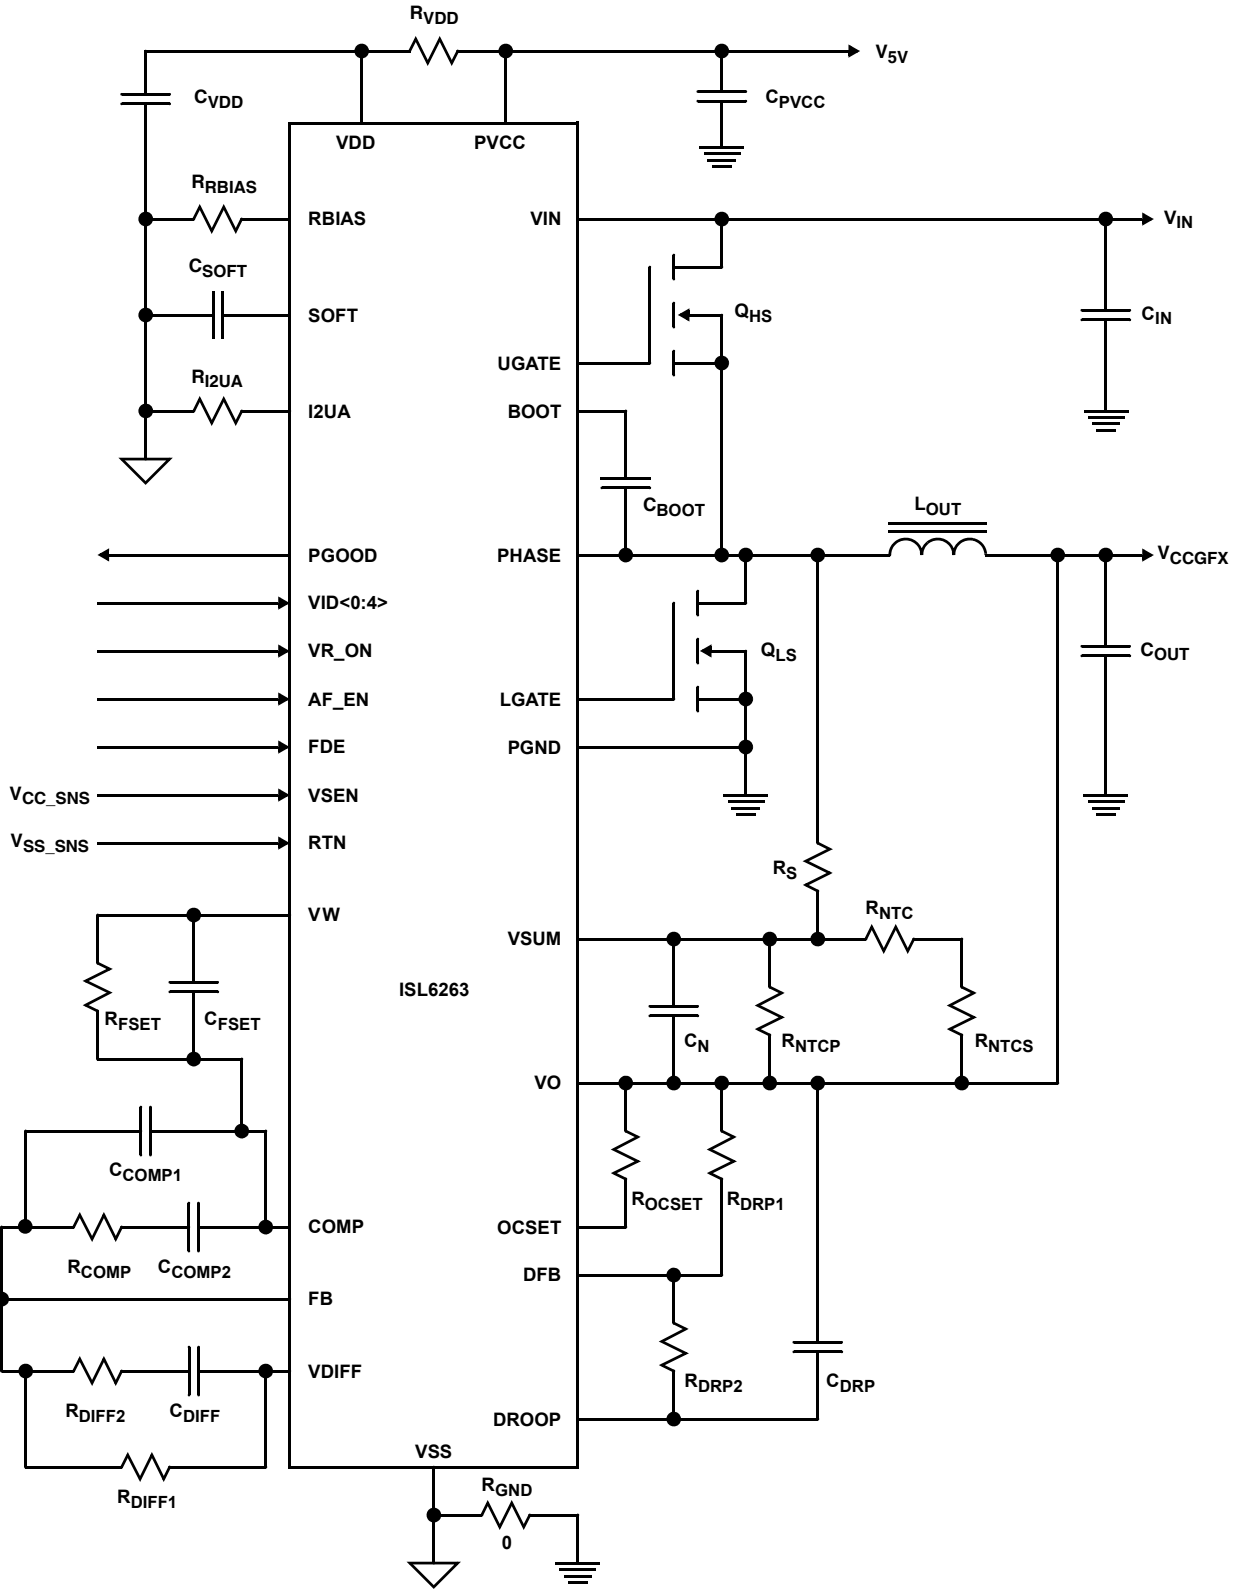 RVDD
V5V
CVDD
CPVCC
VDD
PVCC
RRBIAS
RBIAS
VIN
VIN
CSOFT
SOFT
QHS
CIN
UGATE
RI2UA
I2UA
BOOT
CBOOT
LOUT
PGOOD
PHASE
VCCGFX
VID<0:4>
VR_ON
QLS
COUT
AF_EN
LGATE
FDE
PGND
VCC_SNS
VSEN
VSS_SNS
RTN
RS
RNTC
VW
VSUM
ISL6263
RFSET
CFSET
CN
RNTCP
RNTCS
VO
CCOMP1
ROCSET
RDRP1
COMP
OCSET
RCOMP
CCOMP2
DFB
FB
VDIFF
RDRP2
CDRP
RDIFF2
CDIFF
DROOP
VSS
RDIFF1
RGND
0